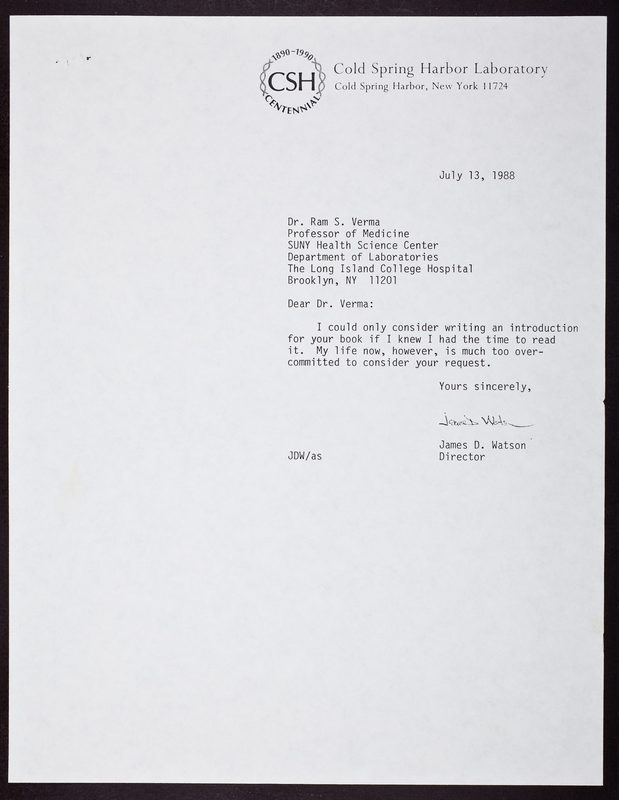 1890-1990
CSH
CENTENNIAL
Cold Spring Harbor Laboratory
Cold Spring Harbor, New York 11724
July 13, 1988
Dr. Ram S. Verma
Professor of Medicine
SUNY Health Science Center
Department of Laboratories
The Long Island College Hospital
Brooklyn, NY 11201
Dear Dr. Verma:
I could only consider writing an introduction
for your book if I knew I had the time to read
it. My life now, however, is much too over-
committed to consider your request.
Yours sincerely,
James D. Watson
James D. Watson
Director
JDW/as